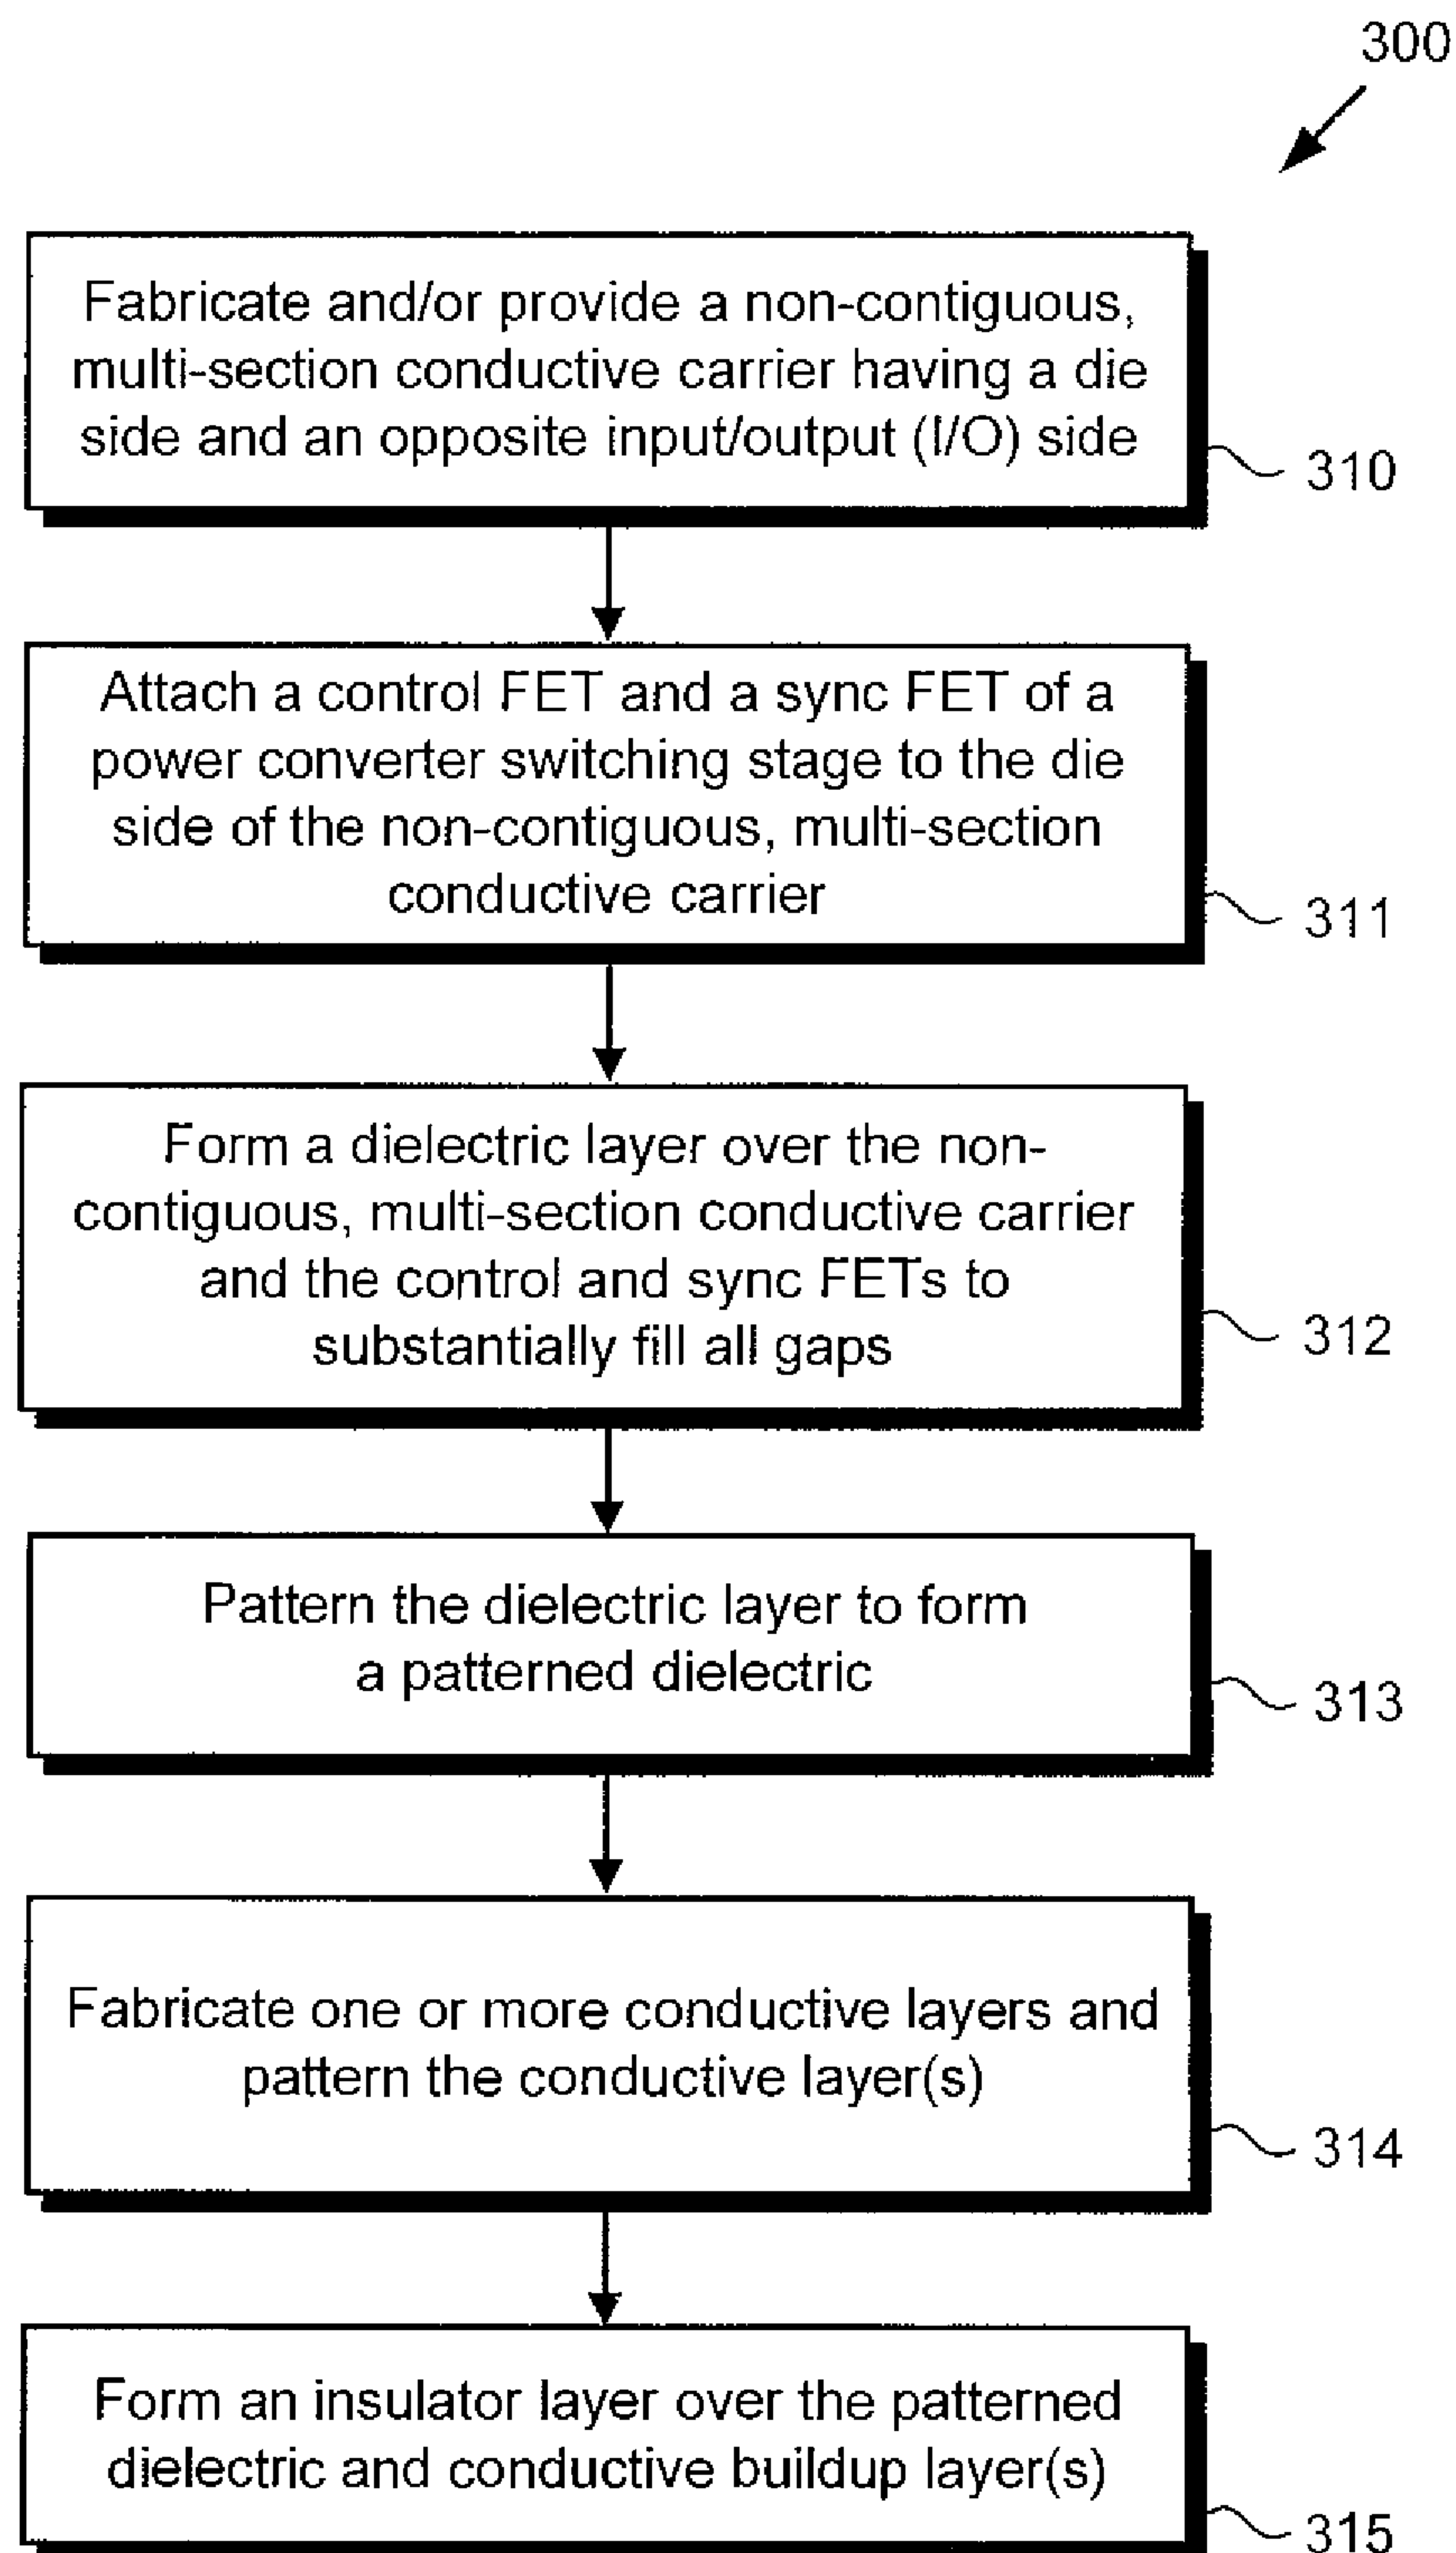 300
Fabricate and/or provide a non-contiguous,
multi-section conductive carrier having a die
side and an opposite input/output (I/O) side
310
Attach a control FET and a sync FET of a
power converter switching stage to the die
side of the non-contiguous, multi-section
conductive carrier
311
Form a dielectric layer over the non-
contiguous, multi-section conductive carrier
and the control and sync FETs to
substantially fill all gaps
312
Pattern the dielectric layer to form
a patterned dielectric
313
Fabricate one or more conductive layers and
pattern the conductive layer(s)
314
Form an insulator layer over the patterned
dielectric and conductive buildup layer(s)
315